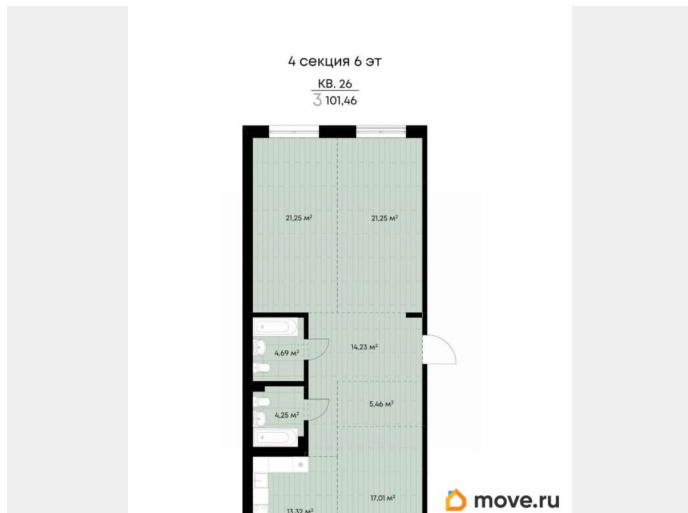 4 секция 6 эт
КВ. 26
3 101,46
21,25 м²
21,25 м²
4,69 м²
14,23 м²
4,25 м²
5,46 м²
17,01 м²
13,32 м²
move.ru